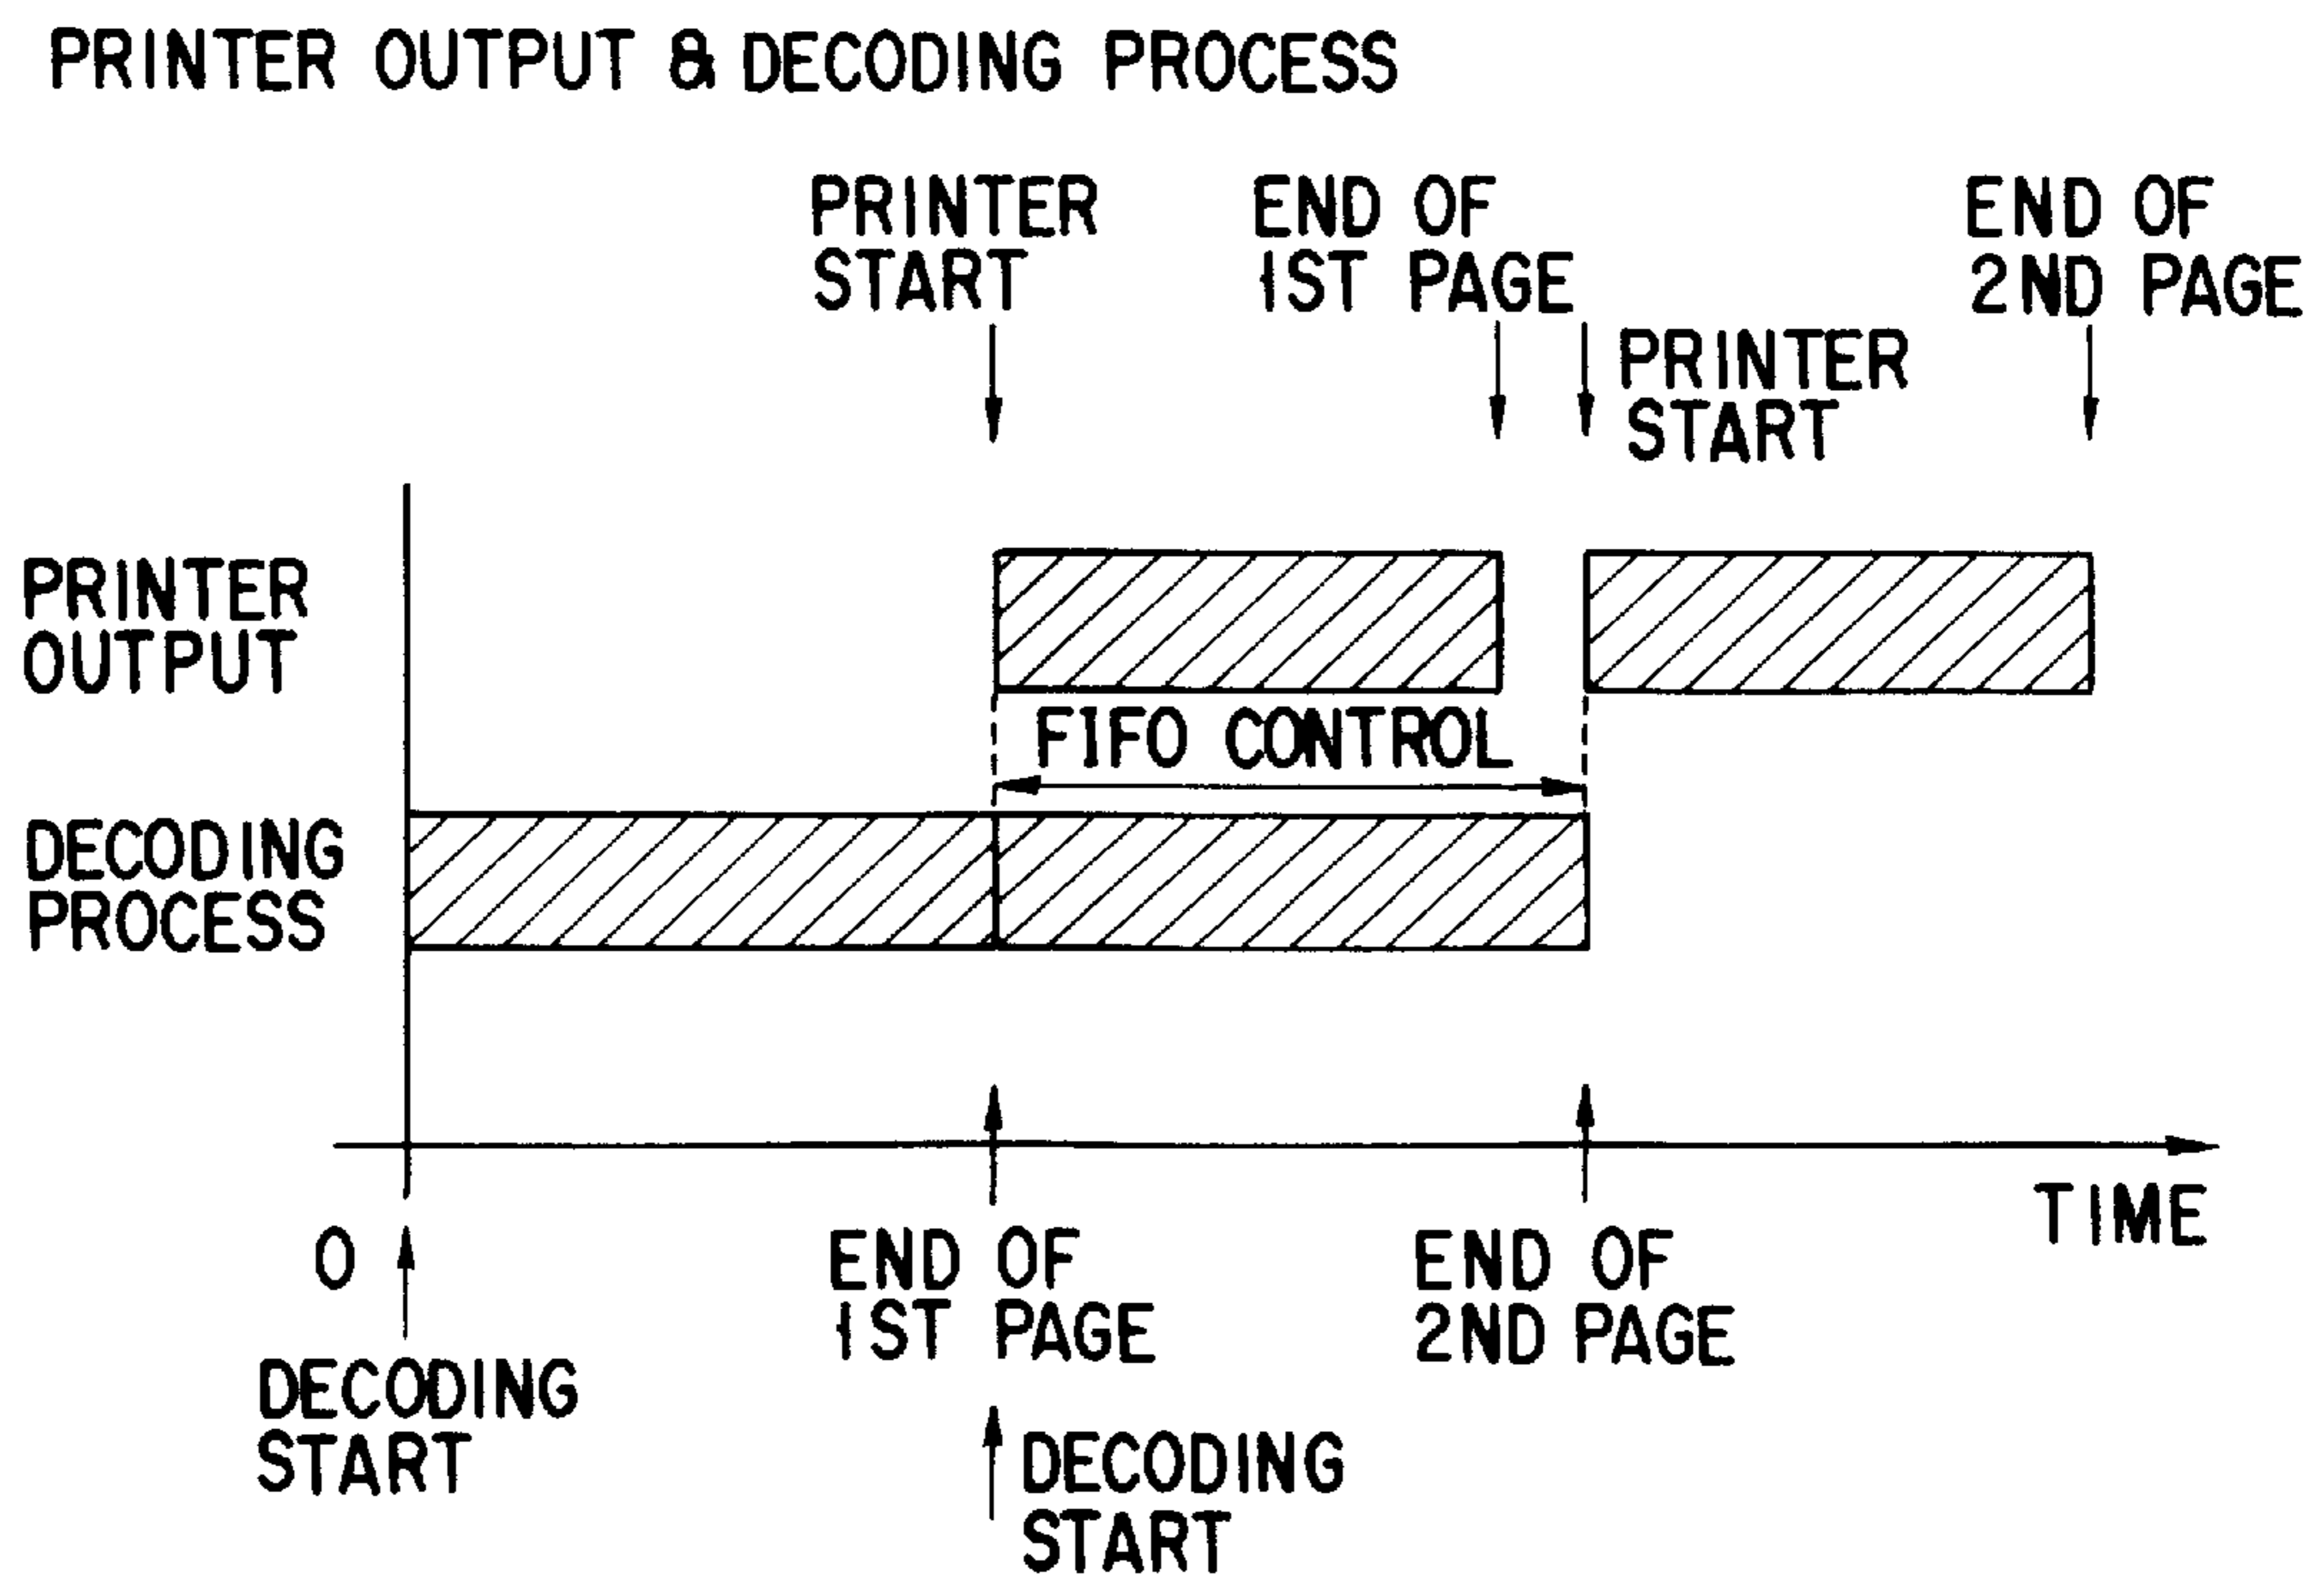 PRINTER OUTPUT & DECODING PROCESS
PRINTER
START
END OF
1ST PAGE
PRINTER
START
END OF
2ND PAGE
PRINTER
OUTPUT
FIFO CONTROL
DECODING
PROCESS
TIME
0
DECODING
START
END OF
1ST PAGE
DECODING
START
END OF
2ND PAGE